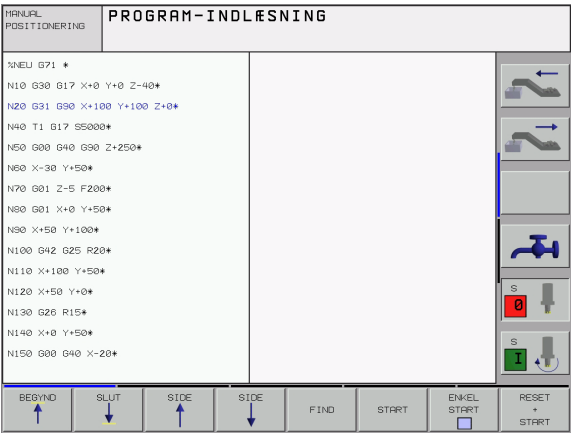 MANUAL
POSITIONERING
PROGRAM-INDLÆSNING
%NEU G71 *
N10 G30 G17 X+0 Y+0 Z-40*
N20 G31 G90 X+100 Y+100 Z+0*
N40 T1 G17 S5000*
N50 G00 G40 G90 Z+250*
N60 X-30 Y+50*
N70 G01 Z-5 F200*
N80 G01 X+0 Y+50*
N90 X+50 Y+100*
N100 G42 G25 R20*
N110 X+100 Y+50*
N120 X+50 Y+0*
N130 G26 R15*
N140 X+0 Y+50*
N150 G00 G40 X-20*
S
0
S
I
BEGYND
SLUT
SIDE
SIDE
FIND
START
ENKEL
START
RESET
+
START